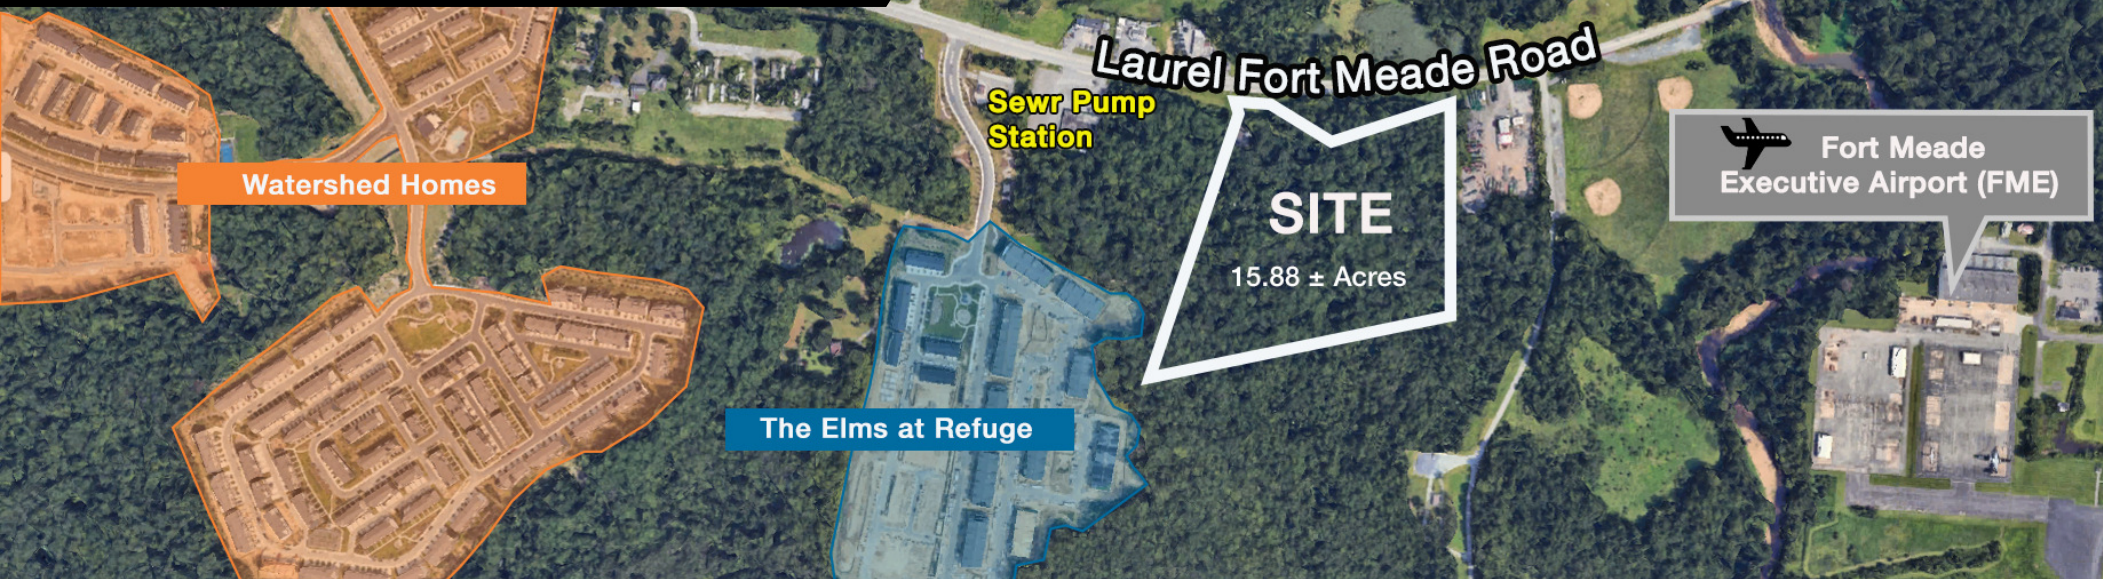 Laurel Fort Meade Road
Sewr Pump
Station
Watershed Homes
SITE
15.88 ± Acres
Fort Meade
Executive Airport (FME)
The Elms at Refuge